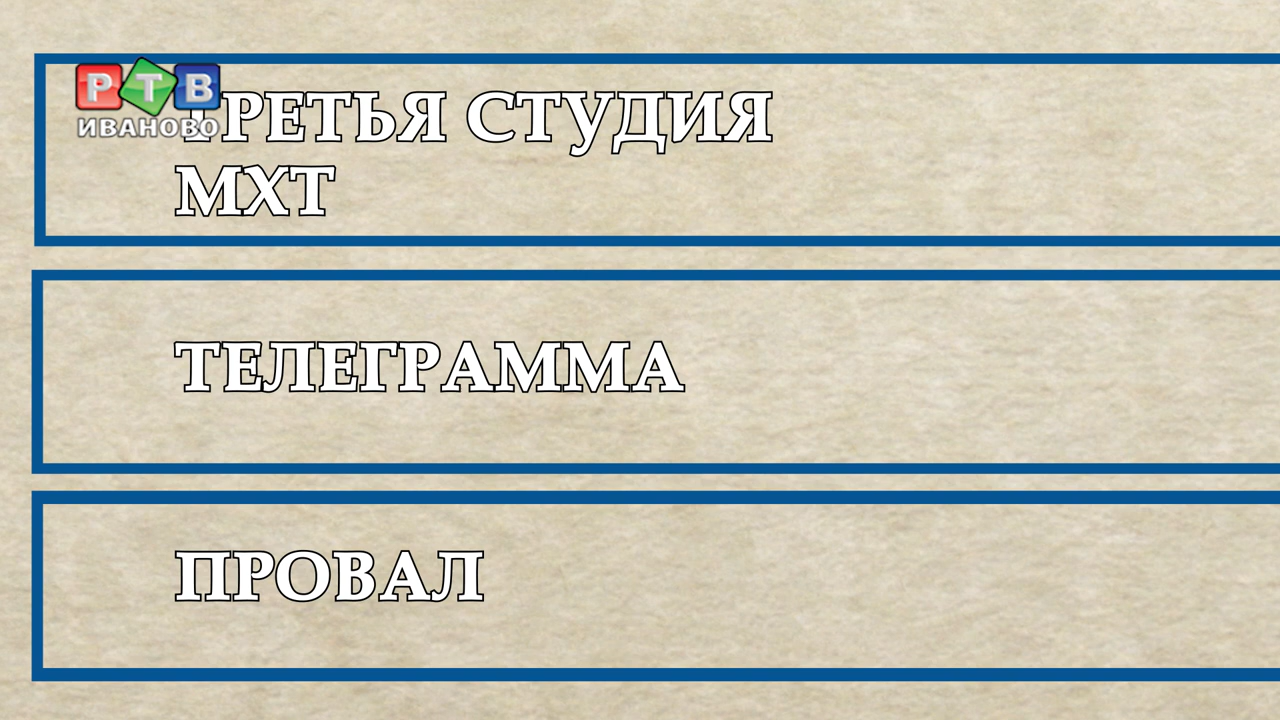 РТВ
ИВАНОВО
ТРЕТЬЯ СТУДИЯ
МХТ
ТЕЛЕГРАММА
ПРОВАЛ